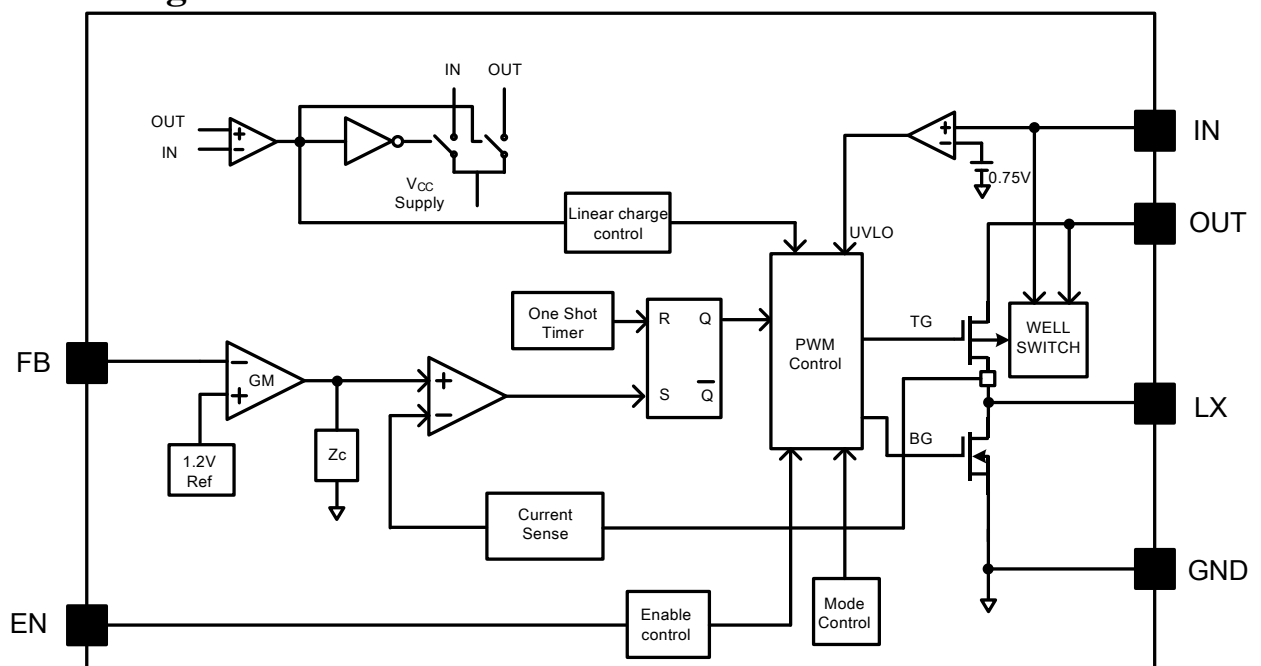 IN OUT
OUT
IN
VCC
Supply
Linear charge
control
UVLO
0.75V
IN
OUT
One Shot
Timer
R Q
S Q
PWM
Control
TG
WELL
SWITCH
FB
GM
1.2V
Ref
Zc
LX
BG
Current
Sense
GND
EN
Enable
control
Mode
Control